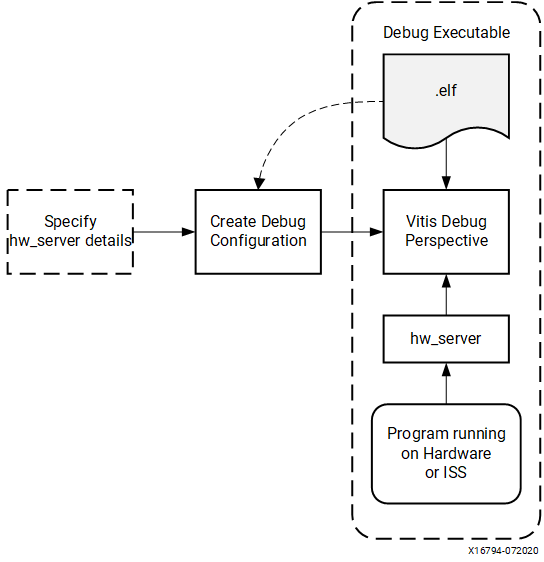 Debug Executable
.elf
Specify
hw_server details
Create Debug
Configuration
Vitis Debug
Perspective
hw_server
Program running
on Hardware
or ISS
X16794-072020